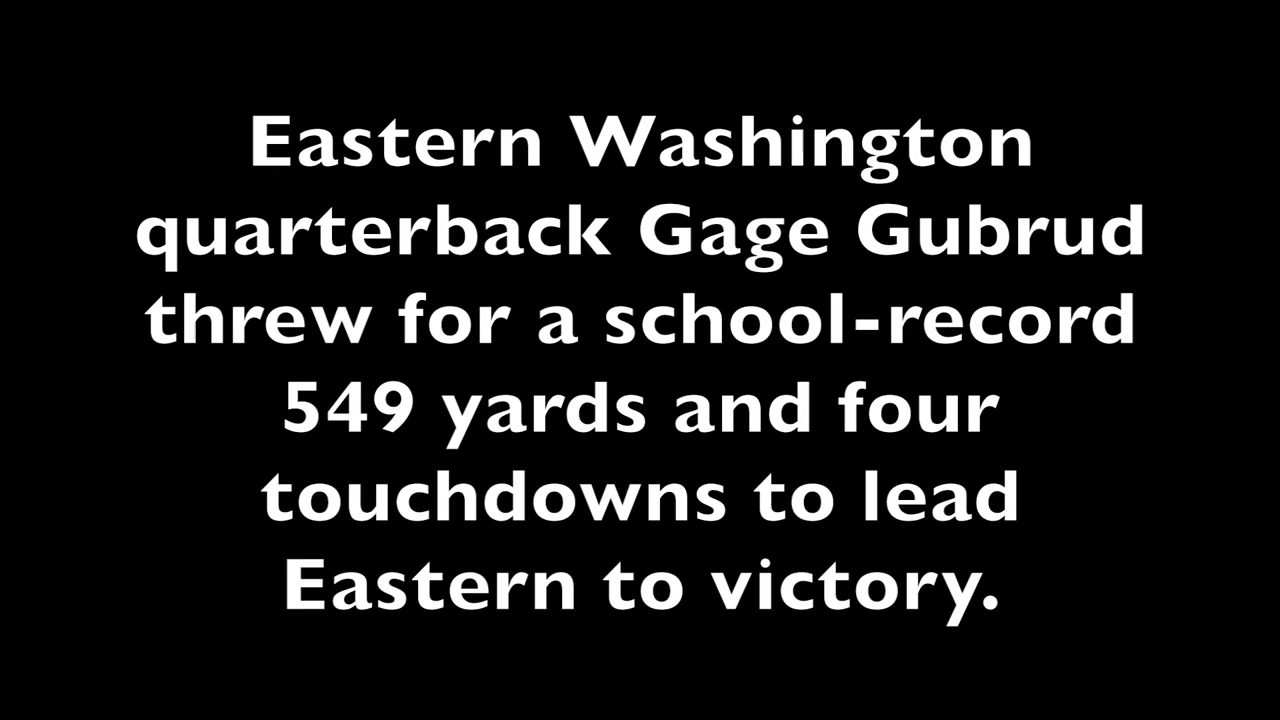 Eastern Washington
quarterback Gage Gubrud
threw for a school-record
549 yards and four
touchdowns to lead
Eastern to victory.